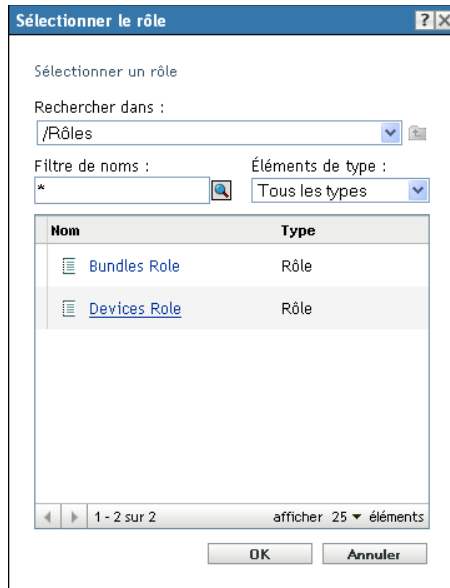 Sélectionner le rôle ? X
Sélectionner un rôle
Rechercher dans :
/Rôles
Filtre de noms : Éléments de type :
* Tous les types
Nom Type
Bundles Role Rôle
Devices Role Rôle
1 - 2 sur 2 afficher 25 éléments
OK Annuler